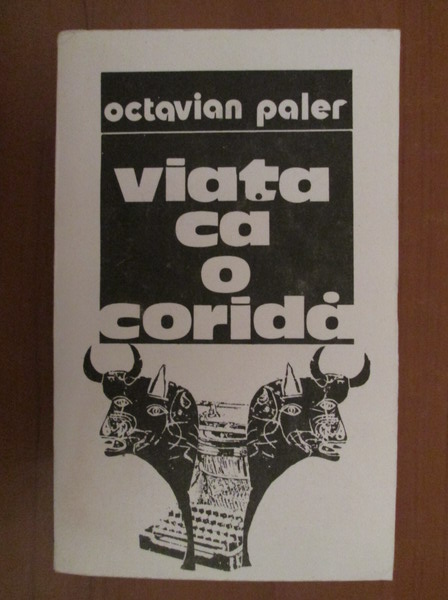 octavian paler
viața
ca
o
coridă